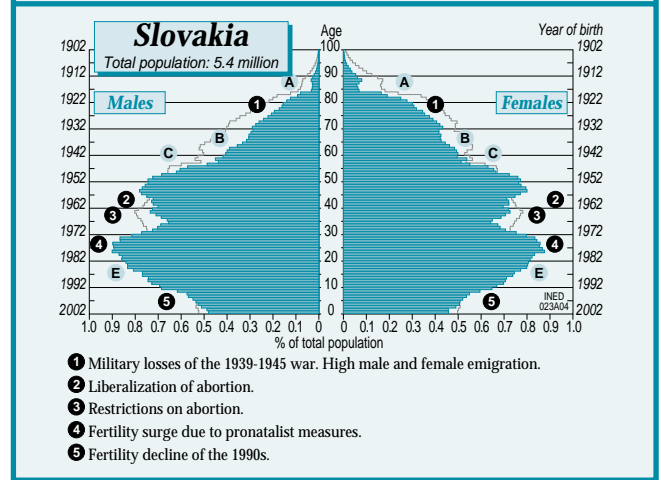 Slovakia
Total population: 5.4 million
Age
Year of birth
Males
Females
1902 100 1902
1912 90 1912
1922 80 1922
1932 70 1932
1942 60 1942
1952 50 1952
1962 40 1962
1972 30 1972
1982 20 1982
1992 10 1992
2002 0 2002
A A
1 1
B B
C C
2 2
3 3
4 4
E E
5 5
INED
023A04
1.0 0.9 0.8 0.7 0.6 0.5 0.4 0.3 0.2 0.1 0 0 0.1 0.2 0.3 0.4 0.5 0.6 0.7 0.8 0.9 1.0
% of total population
1 Military losses of the 1939-1945 war. High male and female emigration.
2 Liberalization of abortion.
3 Restrictions on abortion.
4 Fertility surge due to pronatalist measures.
5 Fertility decline of the 1990s.